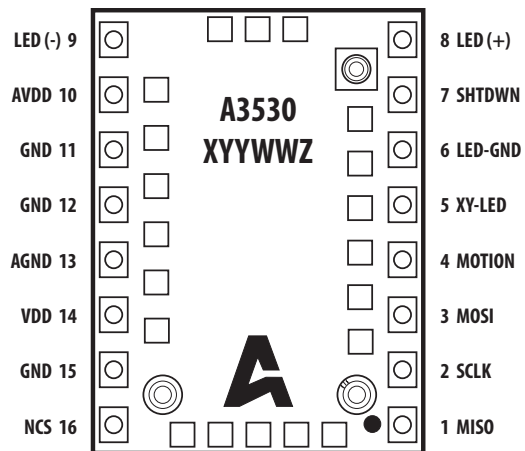 LED (-) 9
AVDD 10
GND 11
GND 12
AGND 13
VDD 14
GND 15
NCS 16
A3530
XYYWWZ
8 LED (+)
7 SHTDWN
6 LED-GND
5 XY-LED
4 MOTION
3 MOSI
2 SCLK
1 MISO